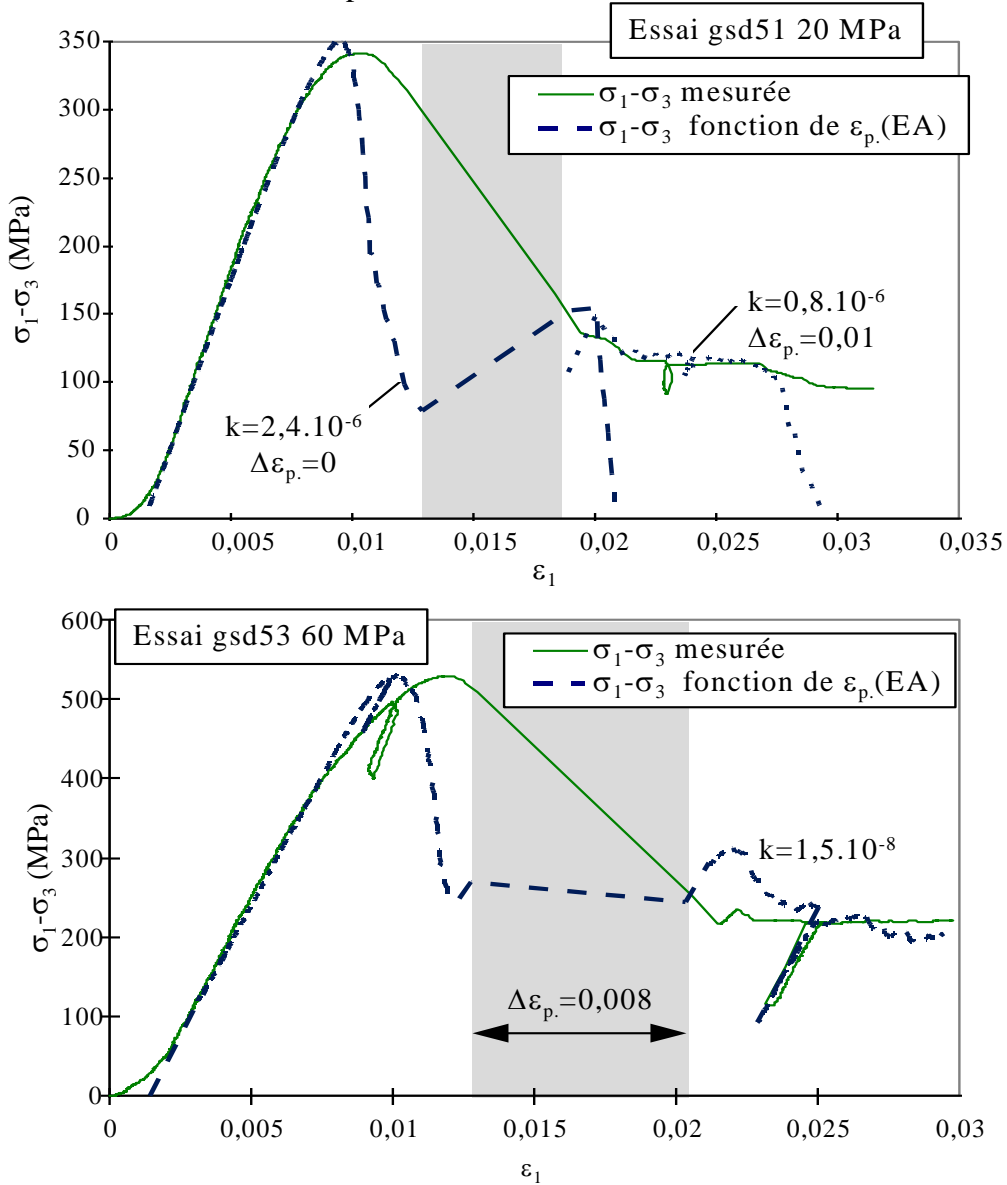 Essai gsd51 20 MPa
σ₁-σ₃ mesurée
σ₁-σ₃ fonction de εₚ.(EA)
σ₁-σ₃ (MPa)
350
300
250
200
150
100
50
0
k=0,8.10⁻⁶
Δεₚ.=0,01
k=2,4.10⁻⁶
Δεₚ.=0
0 0,005 0,01 0,015 0,02 0,025 0,03 0,035
ε₁
Essai gsd53 60 MPa
σ₁-σ₃ mesurée
σ₁-σ₃ fonction de εₚ.(EA)
σ₁-σ₃ (MPa)
600
500
400
300
200
100
0
k=1,5.10⁻⁸
Δεₚ.=0,008
0 0,005 0,01 0,015 0,02 0,025 0,03
ε₁